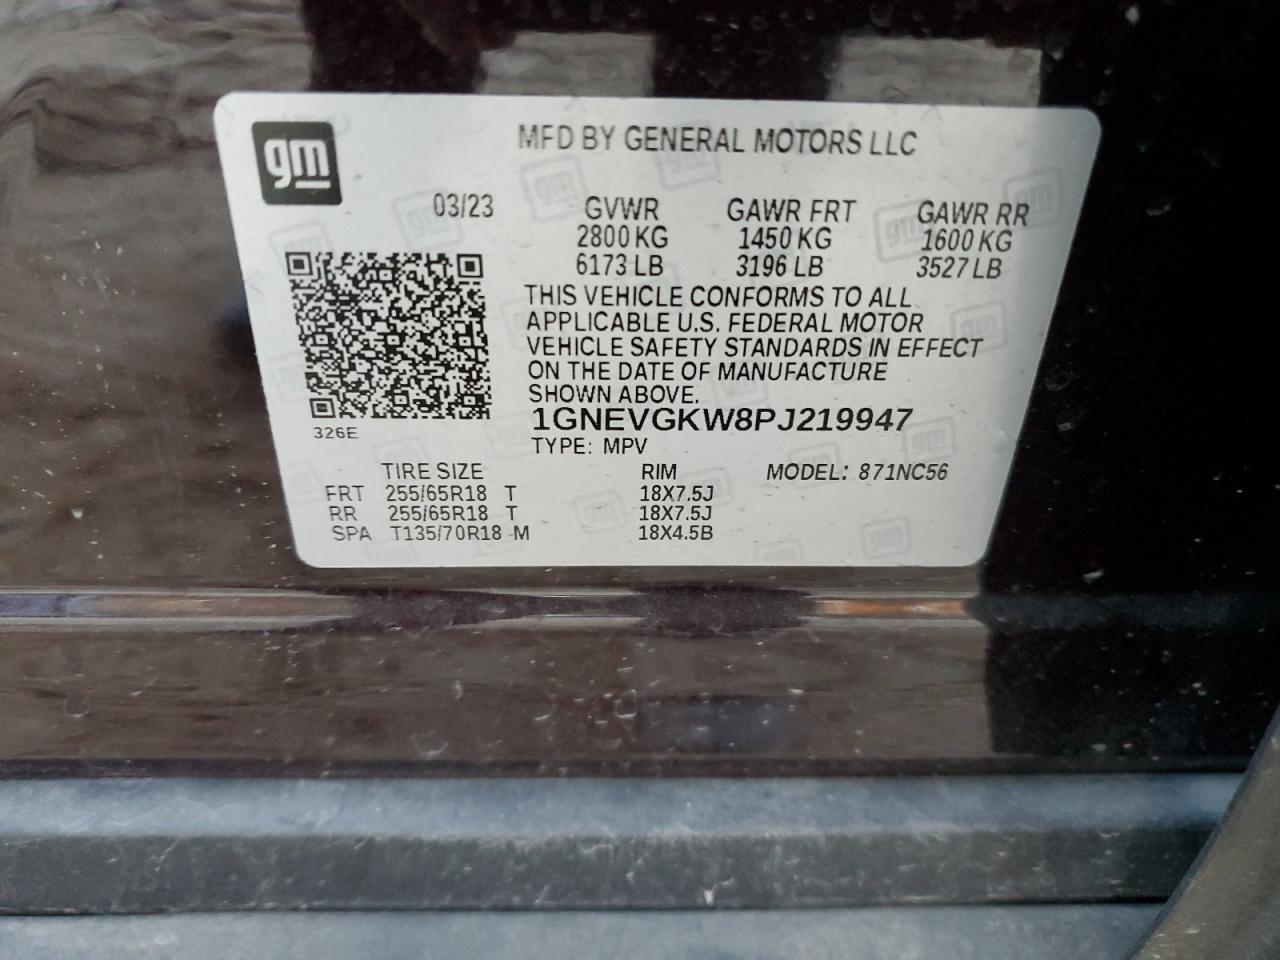 gm
MFD BY GENERAL MOTORS LLC
03/23 GVWR GAWR FRT GAWR RR
2800 KG 1450 KG 1600 KG
6173 LB 3196 LB 3527 LB
THIS VEHICLE CONFORMS TO ALL
APPLICABLE U.S. FEDERAL MOTOR
VEHICLE SAFETY STANDARDS IN EFFECT
ON THE DATE OF MANUFACTURE
SHOWN ABOVE.
1GNEVGKW8PJ219947
326E
TYPE: MPV
TIRE SIZE RIM MODEL: 871NC56
FRT 255/65R18 T 18X7.5J
RR 255/65R18 T 18X7.5J
SPA T135/70R18 M 18X4.5B